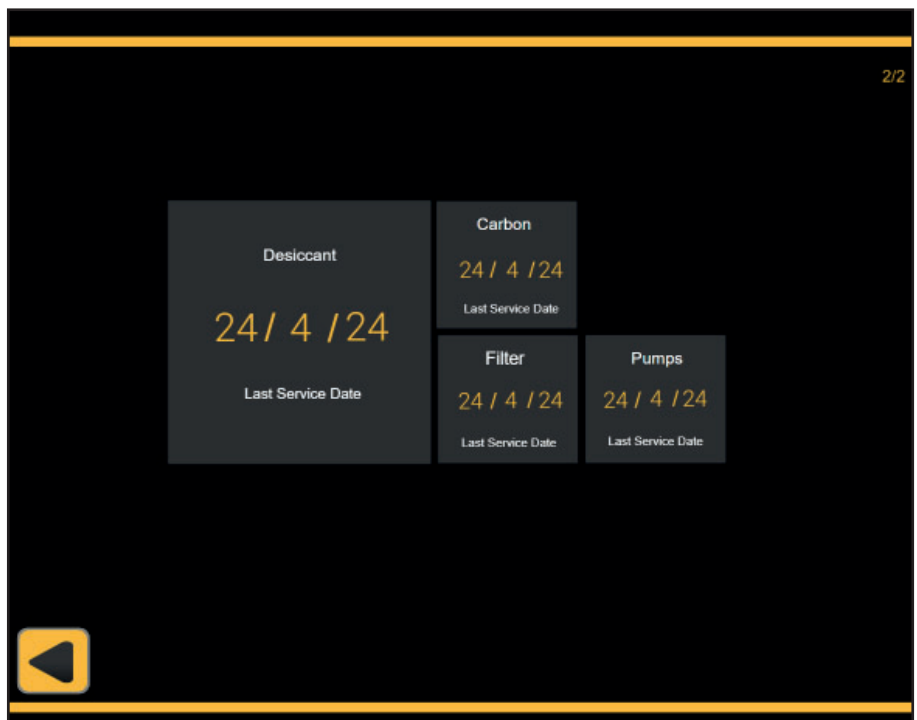 2/2
Desiccant
24/ 4 /24
Last Service Date
Carbon
24/ 4 /24
Last Service Date
Filter
24 / 4 /24
Last Service Date
Pumps
24 / 4 /24
Last Service Date